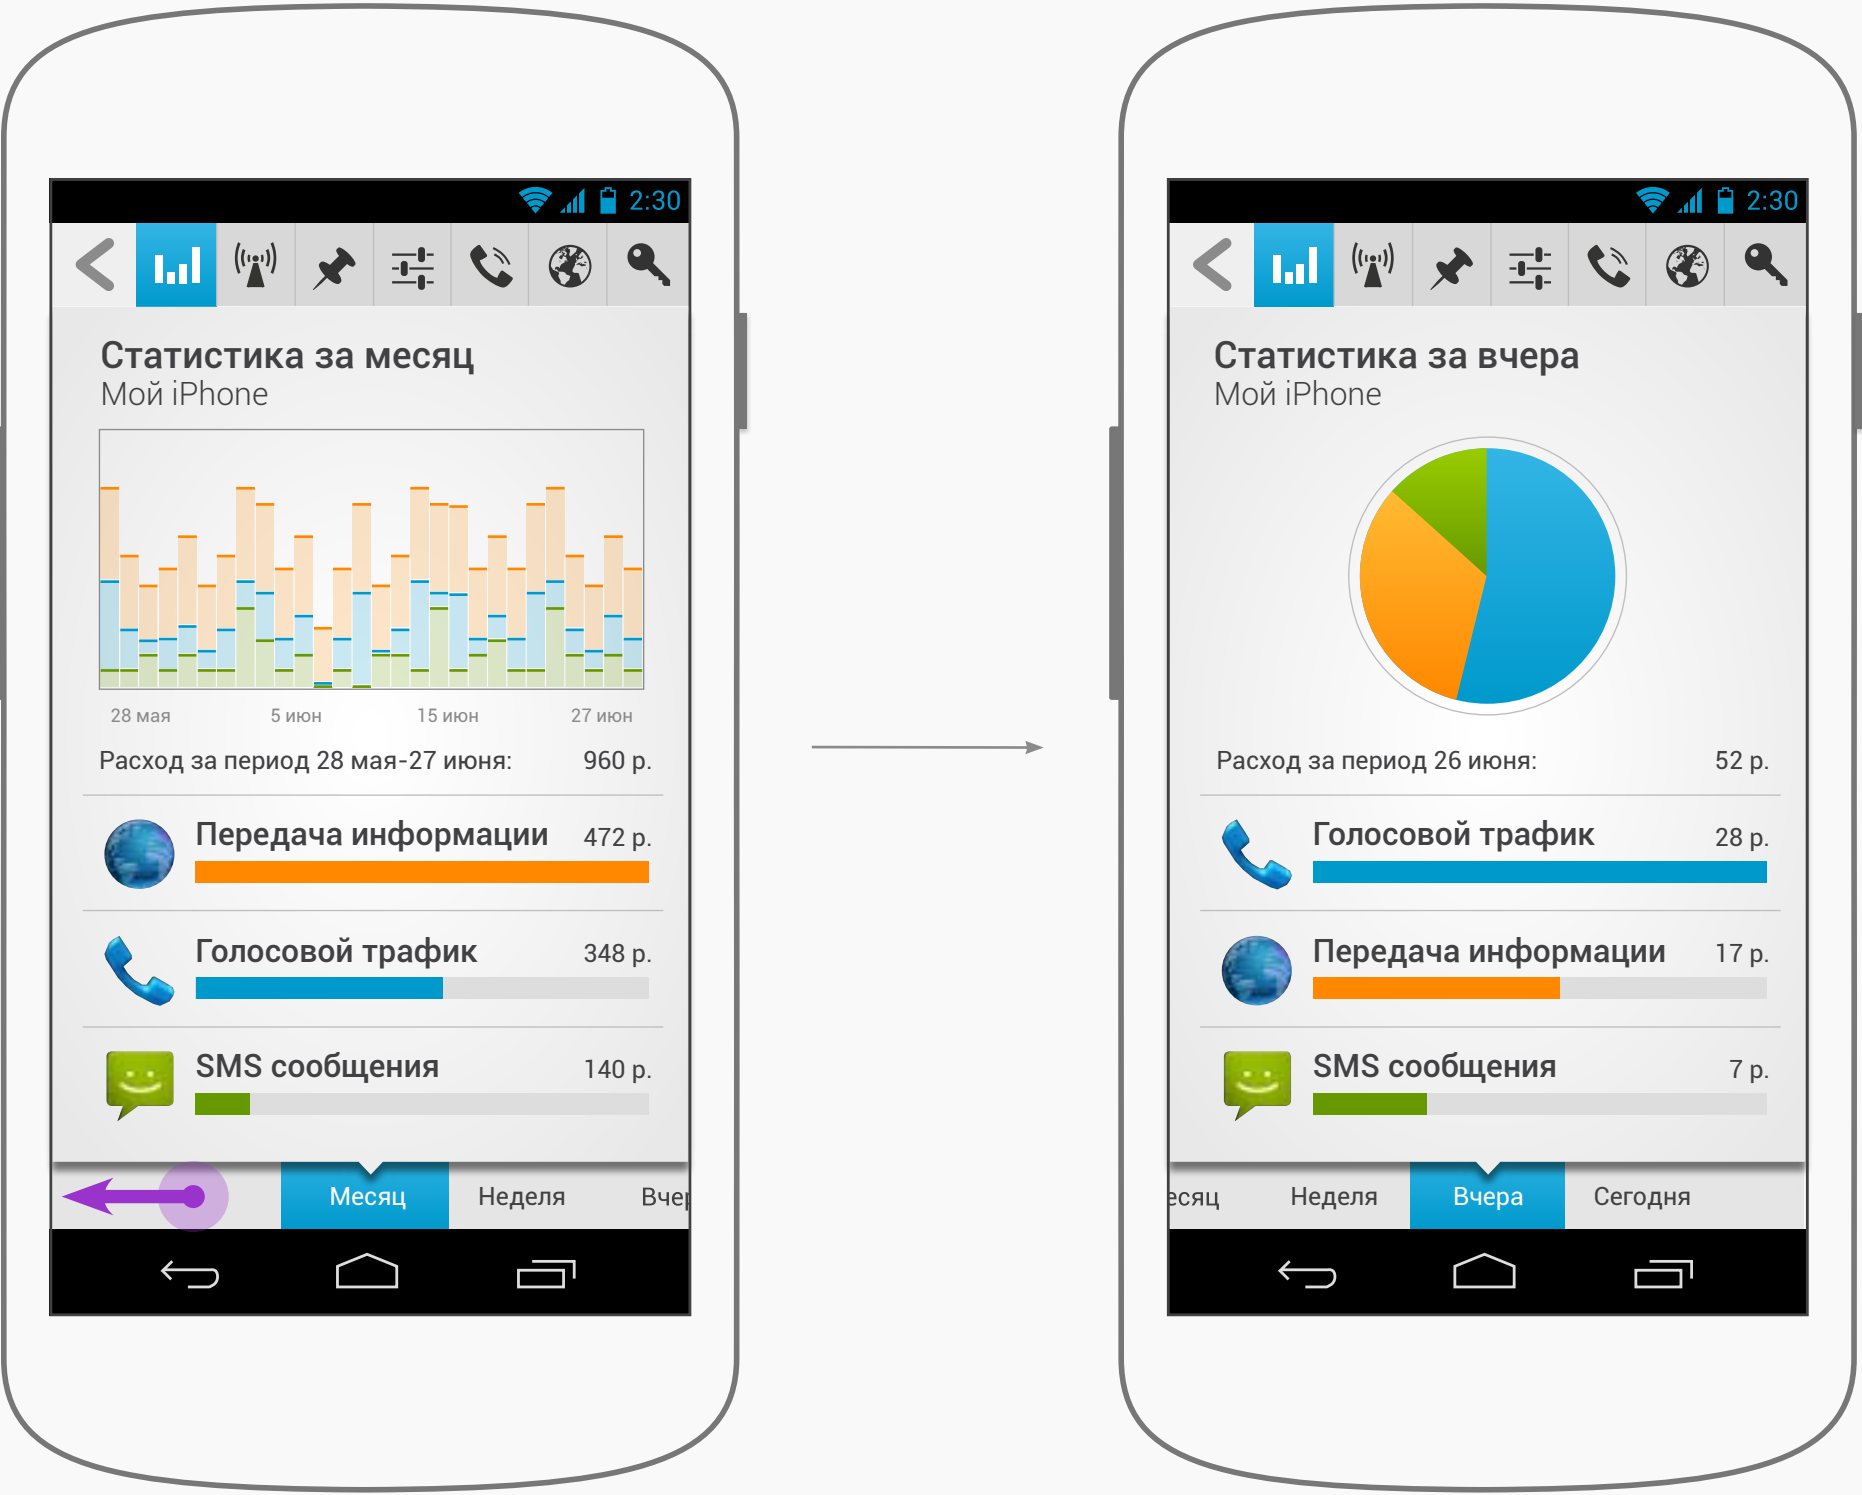 2:30
Статистика за месяц
Мой iPhone
28 мая 5 июн 15 июн 27 июн
Расход за период 28 мая-27 июня: 960 р.
Передача информации 472 р.
Голосовой трафик 348 р.
SMS сообщения 140 р.
Месяц Неделя Вчер
2:30
Статистика за вчера
Мой iPhone
Расход за период 26 июня: 52 р.
Голосовой трафик 28 р.
Передача информации 17 р.
SMS сообщения 7 р.
есяц Неделя Вчера Сегодня